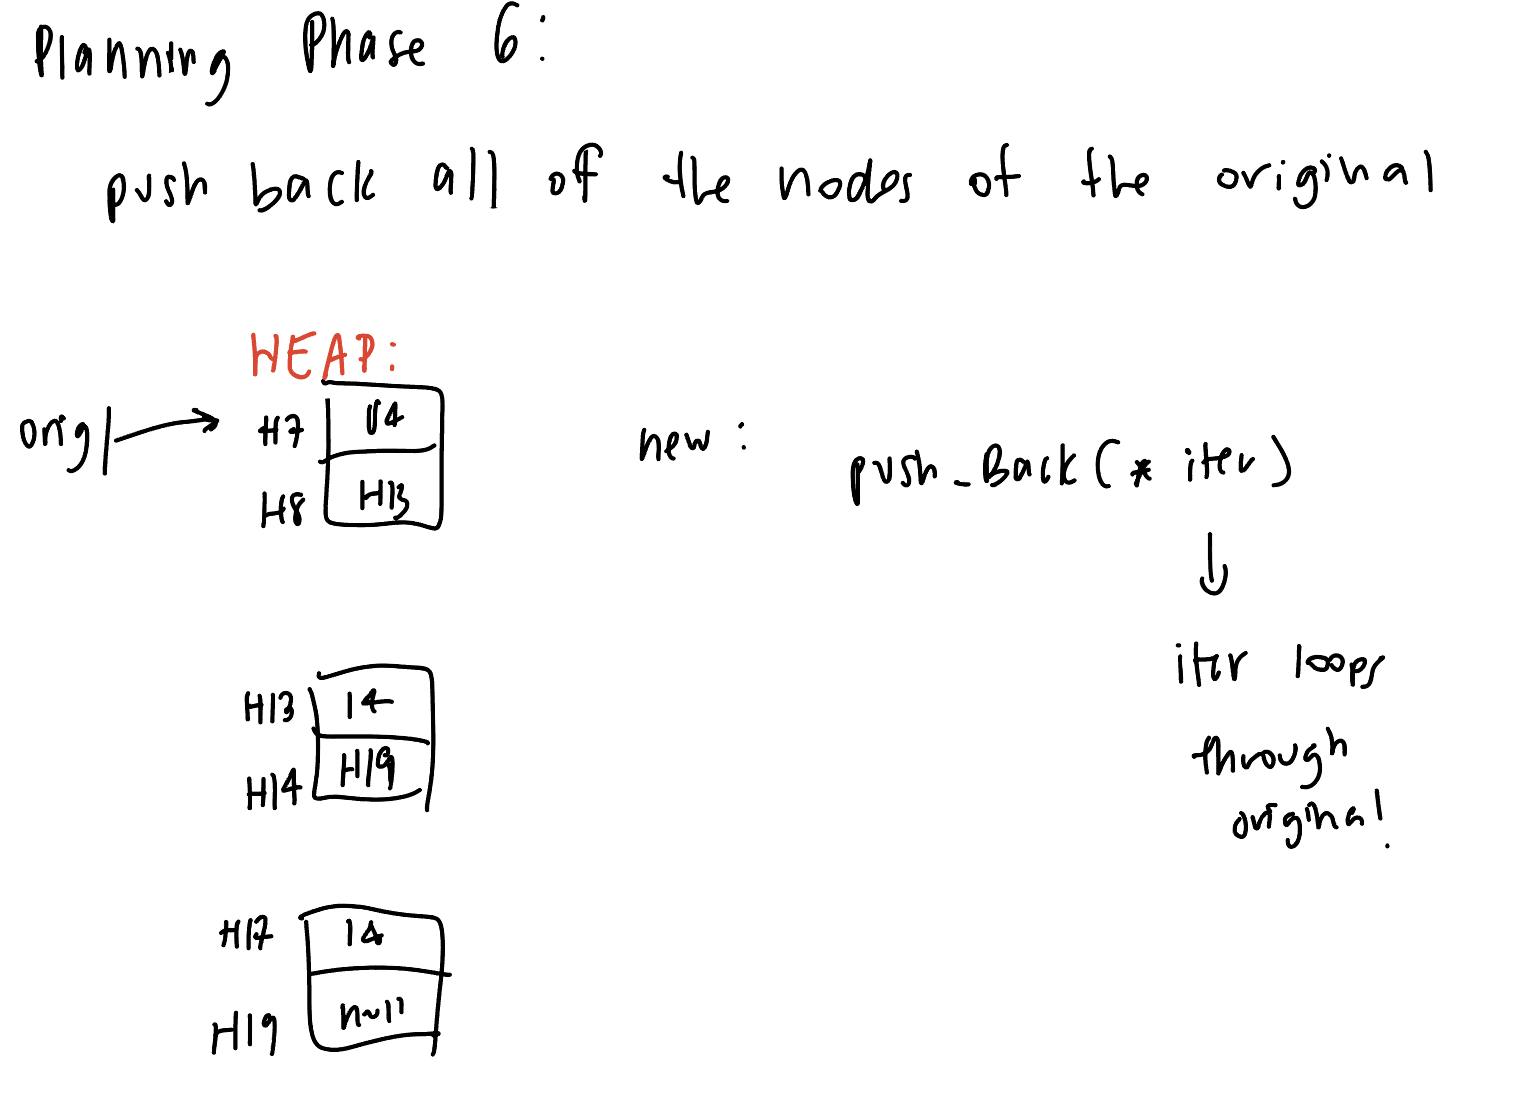 Planning Phase 6:
push back all of the nodes of the original
HEAP:
orig
H7
H8 H13
new:
push_Back(* iter)
iter loops
through
original.
H13 14
H14 H19
H17 14
H19 null